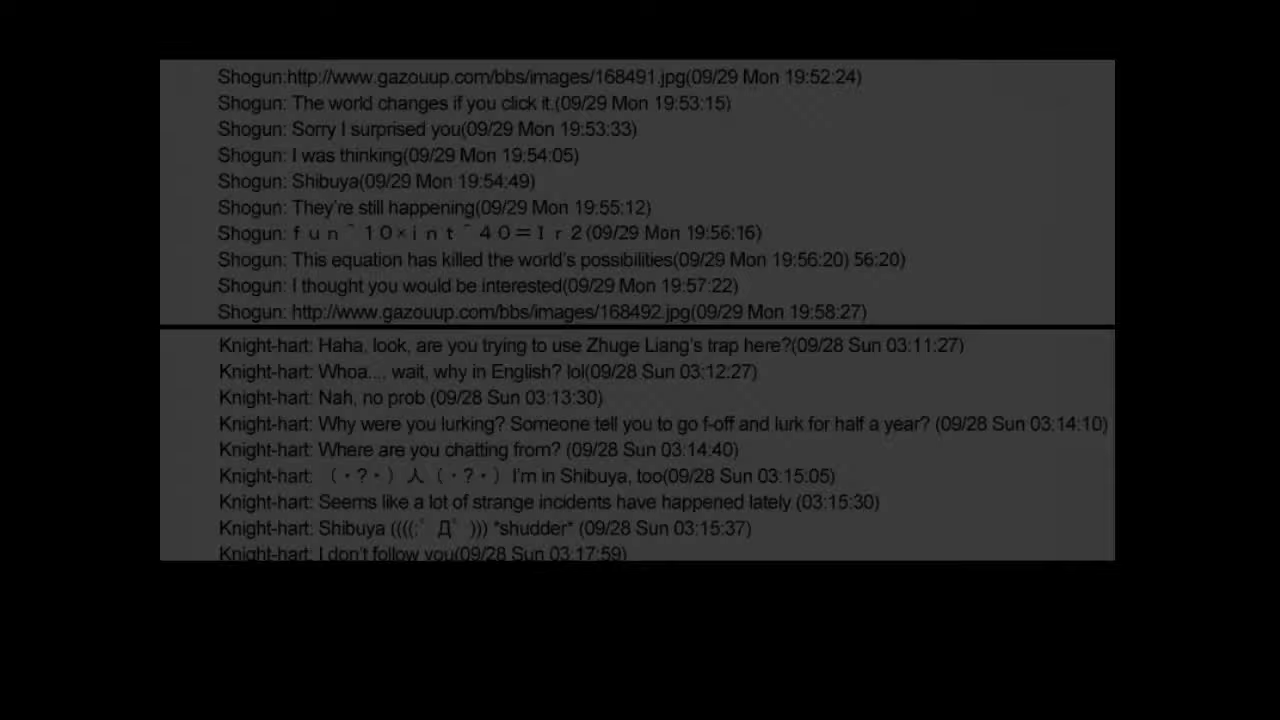 Shogun:http://www.gazouup.com/bbs/images/168491.jpg(09/29 Mon 19:52:24)
Shogun: The world changes if you click it.(09/29 Mon 19:53:15)
Shogun: Sorry I surprised you(09/29 Mon 19:53:33)
Shogun: I was thinking(09/29 Mon 19:54:05)
Shogun: Shibuya(09/29 Mon 19:54:49)
Shogun: They're still happening(09/29 Mon 19:55:12)
Shogun: ｆｕｎ＾１０×ｉｎｔ＾４０＝Ｉｒ２(09/29 Mon 19:56:16)
Shogun: This equation has killed the world's possibilities(09/29 Mon 19:56:20) 56:20)
Shogun: I thought you would be interested(09/29 Mon 19:57:22)
Shogun: http://www.gazouup.com/bbs/images/168492.jpg(09/29 Mon 19:58:27)
Knight-hart: Haha, look, are you trying to use Zhuge Liang's trap here?(09/28 Sun 03:11:27)
Knight-hart: Whoa.... wait, why in English? lol(09/28 Sun 03:12:27)
Knight-hart: Nah, no prob (09/28 Sun 03:13:30)
Knight-hart: Why were you lurking? Someone tell you to go f-off and lurk for half a year? (09/28 Sun 03:14:10)
Knight-hart: Where are you chatting from? (09/28 Sun 03:14:40)
Knight-hart: （・?・）人（・?・）I'm in Shibuya, too(09/28 Sun 03:15:05)
Knight-hart: Seems like a lot of strange incidents have happened lately (03:15:30)
Knight-hart: Shibuya ((((;゜Д゜))) *shudder* (09/28 Sun 03:15:37)
Knight-hart: I don't follow you(09/28 Sun 03:17:59)